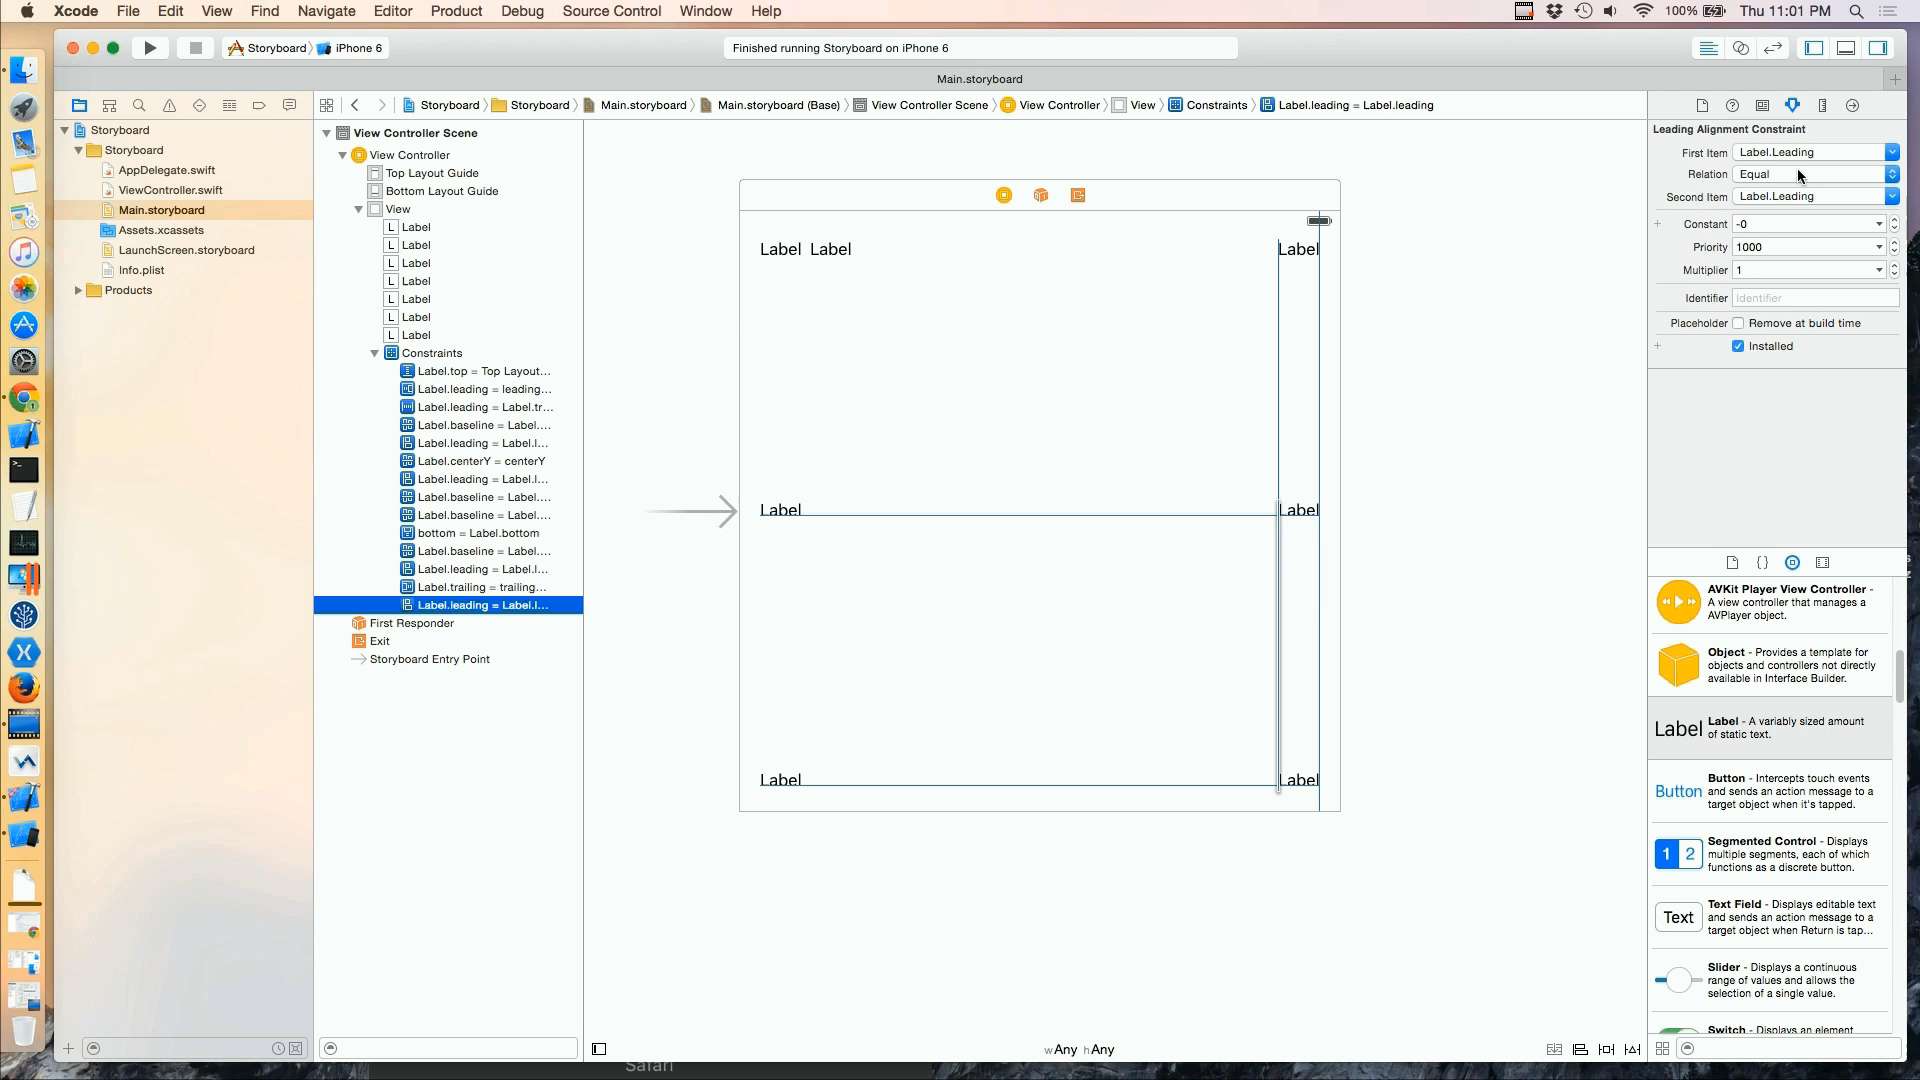 Xcode File Edit View Find Navigate Editor Product Debug Source Control Window Help 100% Thu 11:01 PM
Storyboard iPhone 6 Finished running Storyboard on iPhone 6
Main.storyboard
Storyboard Storyboard Main.storyboard Main.storyboard (Base) View Controller Scene View Controller View Constraints Label.leading = Label.leading
Storyboard
Storyboard
AppDelegate.swift
ViewController.swift
Main.storyboard
Assets.xcassets
LaunchScreen.storyboard
Info.plist
Products
View Controller Scene
View Controller
Top Layout Guide
Bottom Layout Guide
View
L Label
L Label
L Label
L Label
L Label
L Label
L Label
Constraints
Label.top = Top Layout...
Label.leading = leading...
Label.leading = Label.tr...
Label.baseline = Label....
Label.leading = Label.l...
Label.centerY = centerY
Label.leading = Label.l...
Label.baseline = Label....
Label.baseline = Label....
bottom = Label.bottom
Label.baseline = Label....
Label.leading = Label.l...
Label.trailing = trailing...
Label.leading = Label.l...
First Responder
Exit
Storyboard Entry Point
Label Label Label
Label Label
Label Label
wAny hAny
Leading Alignment Constraint
First Item Label.Leading
Relation Equal
Second Item Label.Leading
Constant -0
Priority 1000
Multiplier 1
Identifier Identifier
Placeholder Remove at build time
Installed
AVKit Player View Controller -
A view controller that manages a
AVPlayer object.
Object - Provides a template for
objects and controllers not directly
available in Interface Builder.
Label Label - A variably sized amount
of static text.
Button Button - Intercepts touch events
and sends an action message to a
target object when it's tapped.
1 2 Segmented Control - Displays
multiple segments, each of which
functions as a discrete button.
Text Text Field - Displays editable text
and sends an action message to a
target object when Return is tap...
Slider - Displays a continuous
range of values and allows the
selection of a single value.
Switch - Displays an element
Safari